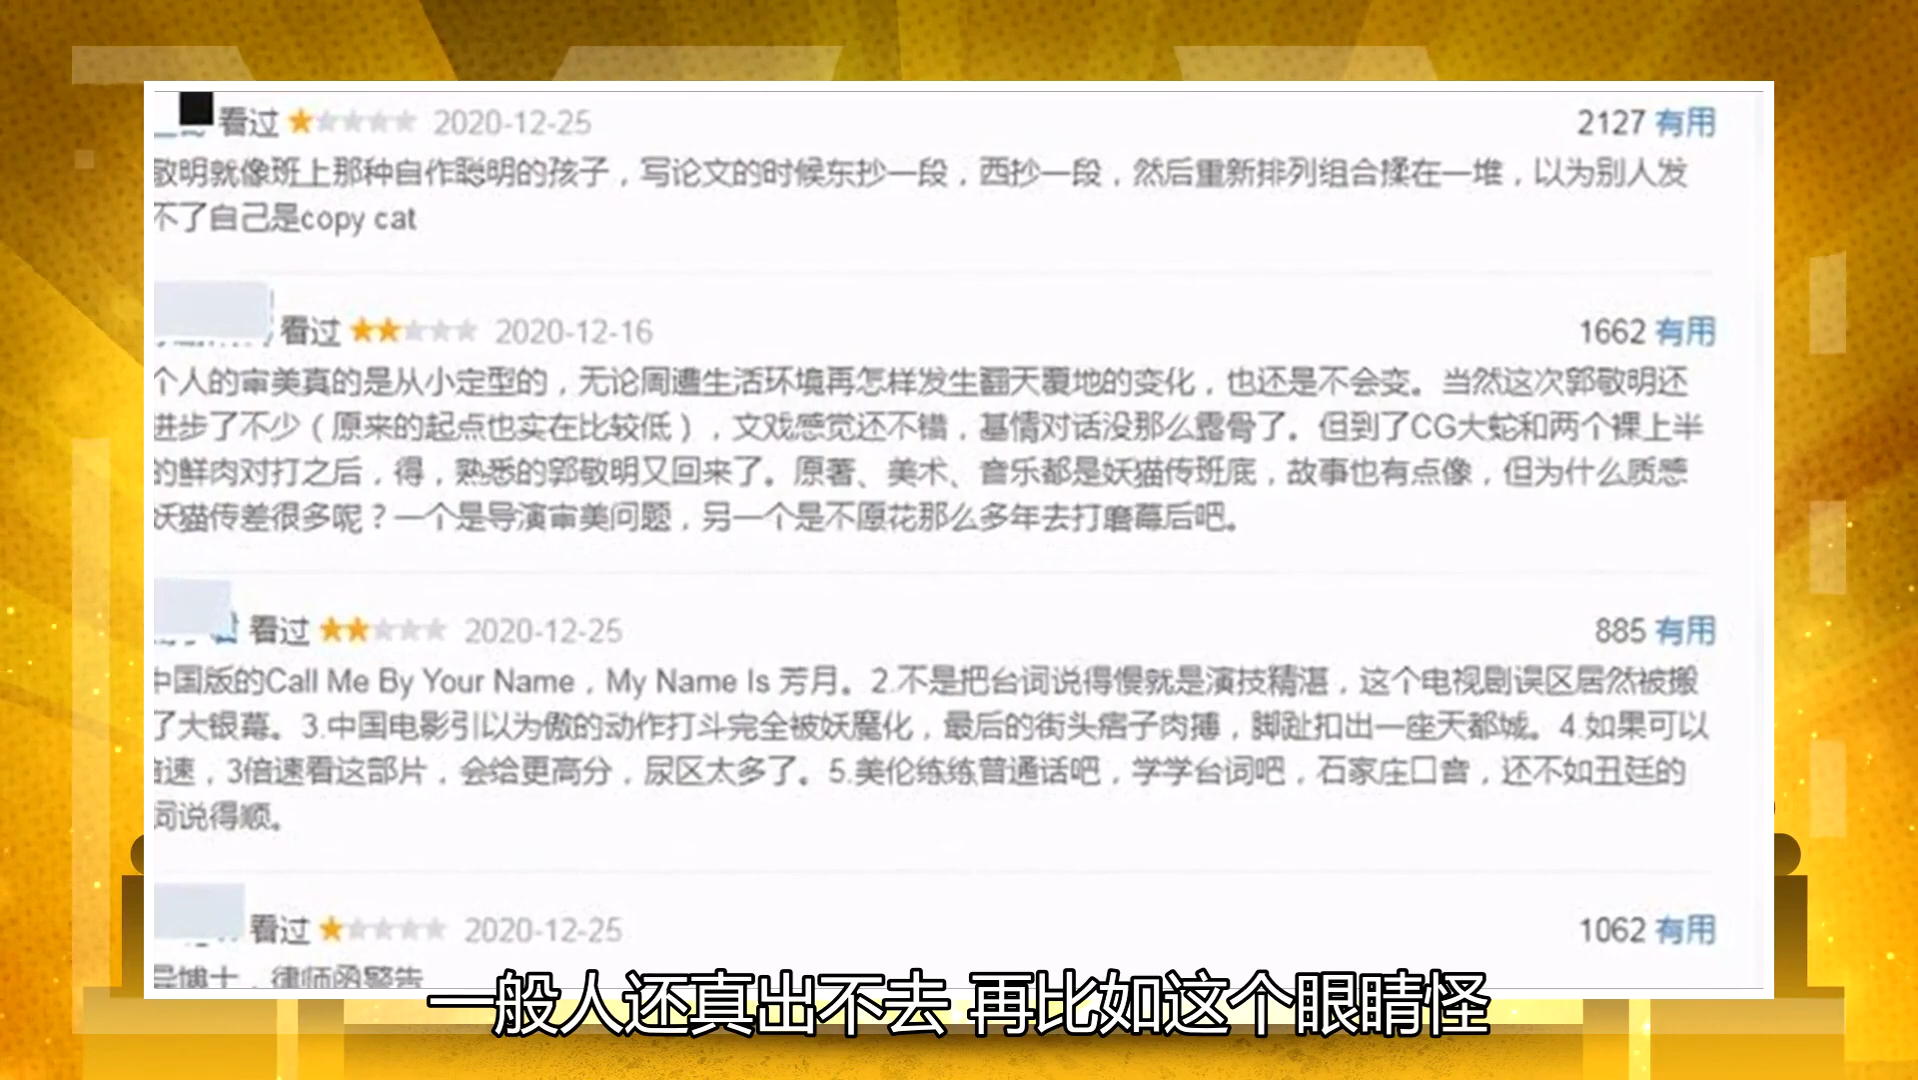 看过 2020-12-25 2127 有用
敬明就像班上那种自作聪明的孩子，写论文的时候东抄一段，西抄一段，然后重新排列组合揉在一堆，以为别人发
不了自己是copy cat
看过 2020-12-16 1662 有用
个人的审美真的是从小定型的，无论周遭生活环境再怎样发生翻天覆地的变化，也还是不会变。当然这次郭敬明还
进步了不少（原来的起点也实在比较低），文戏感觉还不错，基情对话没那么露骨了。但到了CG大蛇和两个裸上半
的鲜肉对打之后，得，熟悉的郭敬明又回来了。原著、美术、音乐都是妖猫传班底，故事也有点像，但为什么质感
妖猫传差很多呢？一个是导演审美问题，另一个是不愿花那么多年去打磨幕后吧。
看过 2020-12-25 885 有用
中国版的Call Me By Your Name，My Name Is 芳月。2.不是把台词说得慢就是演技精湛，这个电视剧误区居然被搬
了大银幕。3.中国电影引以为傲的动作打斗完全被妖魔化，最后的街头痞子肉搏，脚趾扣出一座天都城。4.如果可以
倍速，3倍速看这部片，会给更高分，尿区太多了。5.美伦练练普通话吧，学学台词吧，石家庄口音，还不如丑廷的
词说得顺。
看过 2020-12-25 1062 有用
博士，律师函警告
一般人还真出不去 再比如这个眼睛怪